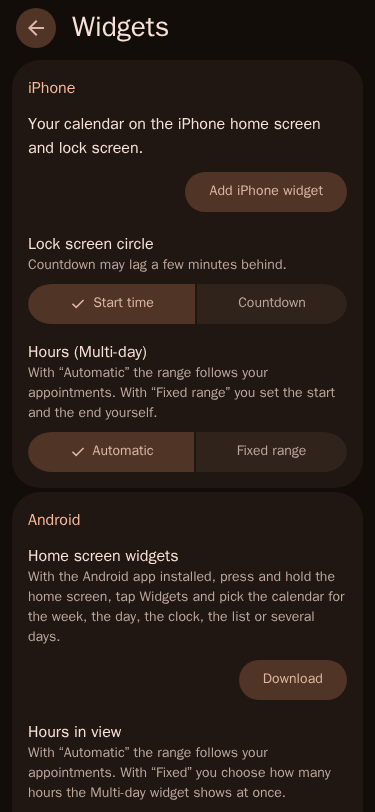 Widgets
iPhone
Your calendar on the iPhone home screen
and lock screen.
Add iPhone widget
Lock screen circle
Countdown may lag a few minutes behind.
Start time
Countdown
Hours (Multi-day)
With “Automatic” the range follows your
appointments. With “Fixed range” you set the start
and the end yourself.
Automatic
Fixed range
Android
Home screen widgets
With the Android app installed, press and hold the
home screen, tap Widgets and pick the calendar for
the week, the day, the clock, the list or several
days.
Download
Hours in view
With “Automatic” the range follows your
appointments. With “Fixed” you choose how many
hours the Multi-day widget shows at once.